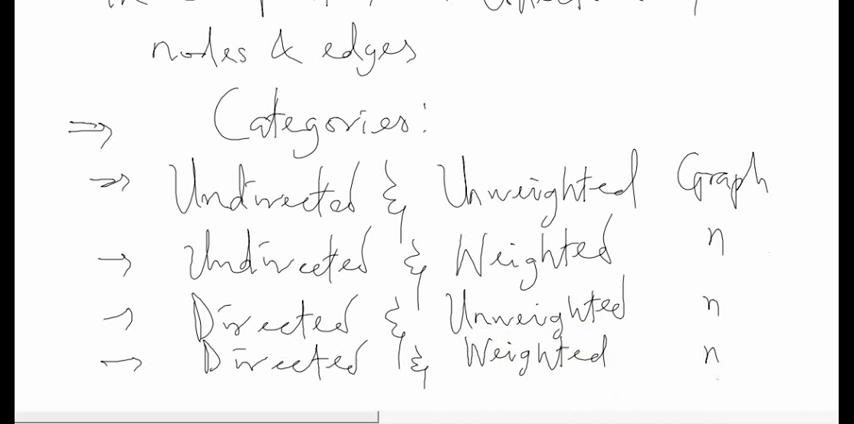 nodes & edges
⇒ Categories:
→ Undirected & Unweighted Graph
→ Undirected & Weighted n
→ Directed & Unweighted n
→ Directed & Weighted n